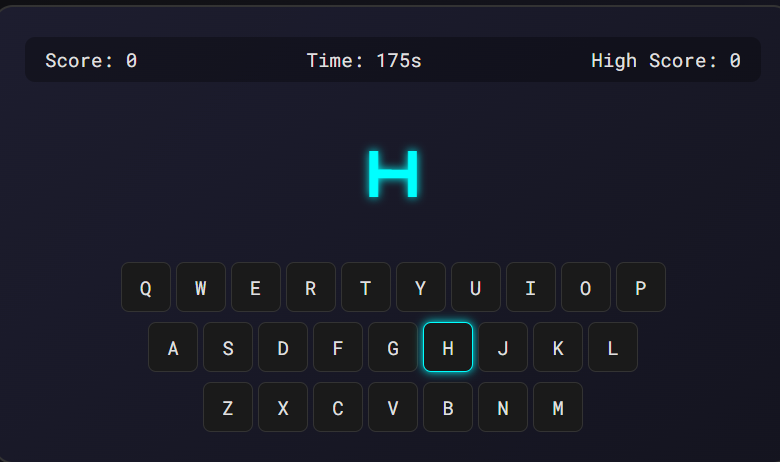 Score: 0 Time: 175s High Score: 0
H
Q W E R T Y U I O P
A S D F G H J K L
Z X C V B N M